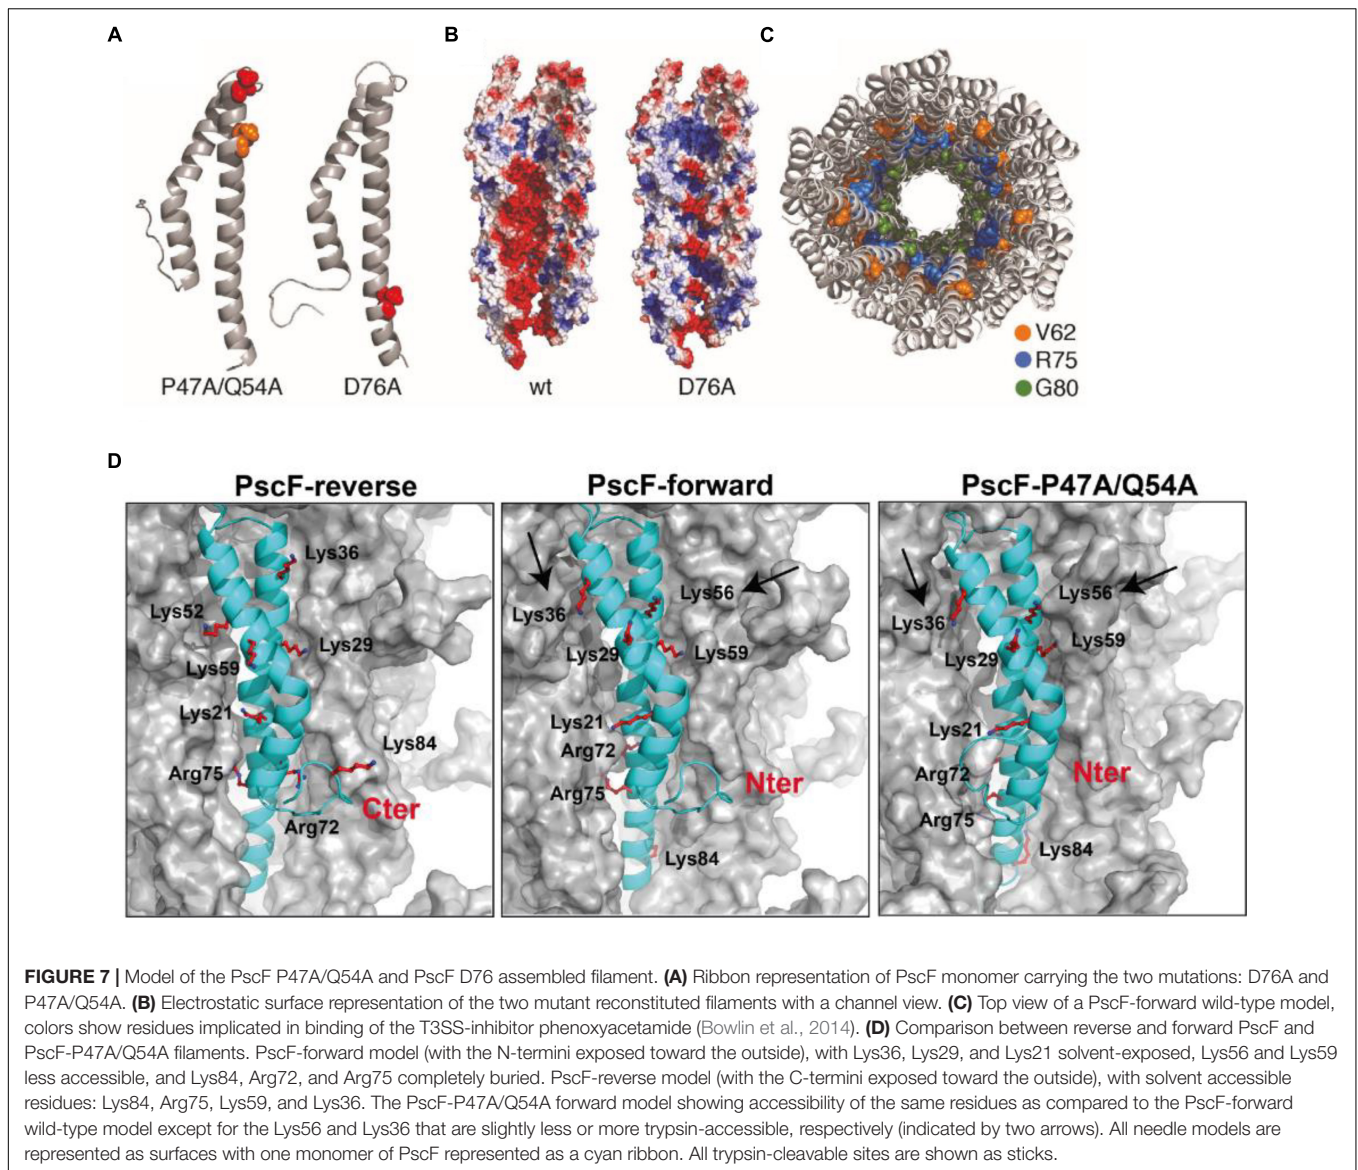 A
B
C
P47A/Q54A
D76A
wt
D76A
V62
R75
G80
D
PscF-reverse
PscF-forward
PscF-P47A/Q54A
Lys36
Lys52
Lys29
Lys59
Lys21
Lys84
Arg75
Cter
Arg72
Lys56
Lys36
Lys29
Lys59
Lys21
Arg72
Nter
Arg75
Lys84
Lys56
Lys36
Lys59
Lys29
Lys21
Arg72
Nter
Arg75
Lys84
FIGURE 7 | Model of the PscF P47A/Q54A and PscF D76 assembled filament. (A) Ribbon representation of PscF monomer carrying the two mutations: D76A and
P47A/Q54A. (B) Electrostatic surface representation of the two mutant reconstituted filaments with a channel view. (C) Top view of a PscF-forward wild-type model,
colors show residues implicated in binding of the T3SS-inhibitor phenoxyacetamide (Bowlin et al., 2014). (D) Comparison between reverse and forward PscF and
PscF-P47A/Q54A filaments. PscF-forward model (with the N-termini exposed toward the outside), with Lys36, Lys29, and Lys21 solvent-exposed, Lys56 and Lys59
less accessible, and Lys84, Arg72, and Arg75 completely buried. PscF-reverse model (with the C-termini exposed toward the outside), with solvent accessible
residues: Lys84, Arg75, Lys59, and Lys36. The PscF-P47A/Q54A forward model showing accessibility of the same residues as compared to the PscF-forward
wild-type model except for the Lys56 and Lys36 that are slightly less or more trypsin-accessible, respectively (indicated by two arrows). All needle models are
represented as surfaces with one monomer of PscF represented as a cyan ribbon. All trypsin-cleavable sites are shown as sticks.